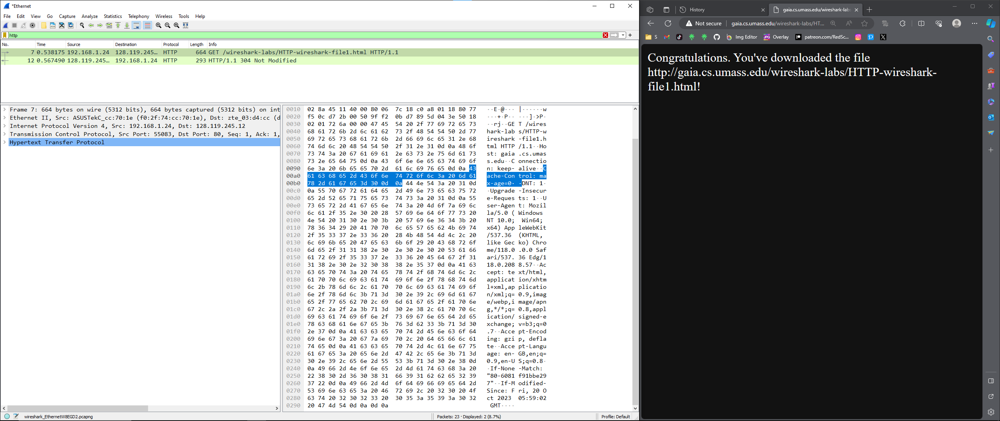 *Ethernet
File Edit View Go Capture Analyze Statistics Telephony Wireless Tools Help
http
No. Time Source Destination Protocol Length Info
7 0.538175 192.168.1.24 128.119.245… HTTP 664 GET /wireshark-labs/HTTP-wireshark-file1.html HTTP/1.1
12 0.567490 128.119.245… 192.168.1.24 HTTP 293 HTTP/1.1 304 Not Modified
Frame 7: 664 bytes on wire (5312 bits), 664 bytes captured (5312 bits) on int
Ethernet II, Src: ASUSTekC_cc:70:1e (f0:2f:74:cc:70:1e), Dst: zte_03:d4:cc (d
Internet Protocol Version 4, Src: 192.168.1.24, Dst: 128.119.245.12
Transmission Control Protocol, Src Port: 55083, Dst Port: 80, Seq: 1, Ack: 1,
Hypertext Transfer Protocol
0010 02 8a 45 11 40 00 80 06 7c 18 c0 a8 01 18 80 77 ··E·@··· |······w
0020 f5 0c d7 2b 00 50 9f f2 0b d7 89 5d 04 3e 50 18 ···+·P·· ···]·>P·
0030 02 01 72 6a 00 00 47 45 54 20 2f 77 69 72 65 73 ··rj··GE T /wires
0040 68 61 72 6b 2d 6c 61 62 73 2f 48 54 54 50 2d 77 hark-lab s/HTTP-w
0050 69 72 65 73 68 61 72 6b 2d 66 69 6c 65 31 2e 68 ireshark -file1.h
0060 74 6d 6c 20 48 54 54 50 2f 31 2e 31 0d 0a 48 6f tml HTTP /1.1··Ho
0070 73 74 3a 20 67 61 69 61 2e 63 73 2e 75 6d 61 73 st: gaia .cs.umas
0080 73 2e 65 64 75 0d 0a 43 6f 6e 6e 65 63 74 69 6f s.edu··C onnectio
0090 6e 3a 20 6b 65 65 70 2d 61 6c 69 76 65 0d 0a 43 n: keep- alive··C
00a0 61 63 68 65 2d 43 6f 6e 74 72 6f 6c 3a 20 6d 61 ache-Con trol: ma
00b0 78 2d 61 67 65 3d 30 0d 0a 44 4e 54 3a 20 31 0d x-age=0· ·DNT: 1·
00c0 0a 55 70 67 72 61 64 65 2d 49 6e 73 65 63 75 72 ·Upgrade -Insecur
00d0 65 2d 52 65 71 75 65 73 74 73 3a 20 31 0d 0a 55 e-Reques ts: 1··U
00e0 73 65 72 2d 41 67 65 6e 74 3a 20 4d 6f 7a 69 6c ser-Agen t: Mozil
00f0 6c 61 2f 35 2e 30 20 28 57 69 6e 64 6f 77 73 20 la/5.0 ( Windows
0100 4e 54 20 31 30 2e 30 3b 20 57 69 6e 36 34 3b 20 NT 10.0; Win64;
0110 78 36 34 29 20 41 70 70 6c 65 57 65 62 4b 69 74 x64) App leWebKit
0120 2f 35 33 37 2e 33 36 20 28 4b 48 54 4d 4c 2c 20 /537.36 (KHTML,
0130 6c 69 6b 65 20 47 65 63 6b 6f 29 20 43 68 72 6f like Gec ko) Chro
0140 6d 65 2f 31 31 38 2e 30 2e 30 2e 30 20 53 61 66 me/118.0 .0.0 Saf
0150 61 72 69 2f 35 33 37 2e 33 36 20 45 64 67 2f 31 ari/537. 36 Edg/1
0160 31 38 2e 30 2e 32 30 38 38 2e 35 37 0d 0a 41 63 18.0.208 8.57··Ac
0170 63 65 70 74 3a 20 74 65 78 74 2f 68 74 6d 6c 2c cept: te xt/html,
0180 61 70 70 6c 69 63 61 74 69 6f 6e 2f 78 68 74 6d applicat ion/xhtm
0190 6c 2b 78 6d 6c 2c 61 70 70 6c 69 63 61 74 69 6f l+xml,ap plicatio
01a0 6e 2f 78 6d 6c 3b 71 3d 30 2e 39 2c 69 6d 61 67 n/xml;q= 0.9,imag
01b0 65 2f 77 65 62 70 2c 69 6d 61 67 65 2f 61 70 6e e/webp,i mage/apn
01c0 67 2c 2a 2f 2a 3b 71 3d 30 2e 38 2c 61 70 70 6c g,*/*;q= 0.8,appl
01d0 69 63 61 74 69 6f 6e 2f 73 69 67 6e 65 64 2d 65 ication/ signed-e
01e0 78 63 68 61 6e 67 65 3b 76 3d 62 33 3b 71 3d 30 xchange; v=b3;q=0
01f0 2e 37 0d 0a 41 63 63 65 70 74 2d 45 6e 63 6f 64 .7··Acce pt-Encod
0200 69 6e 67 3a 20 67 7a 69 70 2c 20 64 65 66 6c 61 ing: gzi p, defla
0210 74 65 0d 0a 41 63 63 65 70 74 2d 4c 61 6e 67 75 te··Acce pt-Langu
0220 61 67 65 3a 20 65 6e 2d 47 42 2c 65 6e 3b 71 3d age: en- GB,en;q=
0230 30 2e 39 2c 65 6e 2d 55 53 3b 71 3d 30 2e 38 0d 0.9,en-U S;q=0.8·
0240 0a 49 66 2d 4e 6f 6e 65 2d 4d 61 74 63 68 3a 20 ·If-None -Match:
0250 22 38 30 2d 36 30 38 31 66 39 31 62 62 65 32 39 "80-6081 f91bbe29
0260 37 22 0d 0a 49 66 2d 4d 6f 64 69 66 69 65 64 2d 7"··If-M odified-
0270 53 69 6e 63 65 3a 20 46 72 69 2c 20 32 30 20 4f Since: F ri, 20 O
0280 63 74 20 32 30 32 33 20 30 35 3a 35 39 3a 30 32 ct 2023 05:59:02
0290 20 47 4d 54 0d 0a 0d 0a GMT····
wireshark_EthernetW8EGD2.pcapng
Packets: 23 · Displayed: 2 (8.7%)
Profile: Default
History
gaia.cs.umass.edu/wireshark-labs
Not secure gaia.cs.umass.edu/wireshark-labs/HT...
S Img Editor JPG Overlay patreon.com/RedSc...
Congratulations. You've downloaded the file
http://gaia.cs.umass.edu/wireshark-labs/HTTP-wireshark-
file1.html!